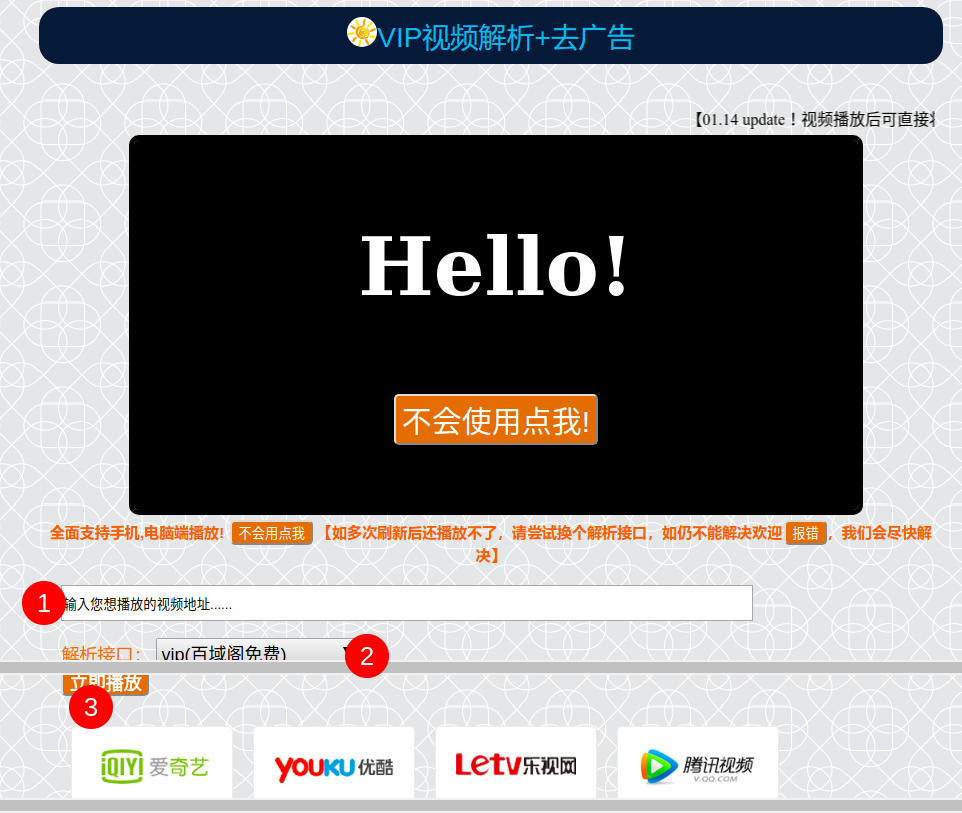 VIP视频解析+去广告
【01.14 update！视频播放后可直接
Hello!
不会使用点我!
全面支持手机,电脑端播放! 不会用点我 【如多次刷新后还播放不了，请尝试换个解析接口，如仍不能解决欢迎 报错 ，我们会尽快解
决】
1 输入您想播放的视频地址......
解析接口： vip(百域阁免费) 2
立即播放
3
iQIY 爱奇艺 YOUKU 优酷 Letv乐视网 腾讯视频
V.QQ.COM